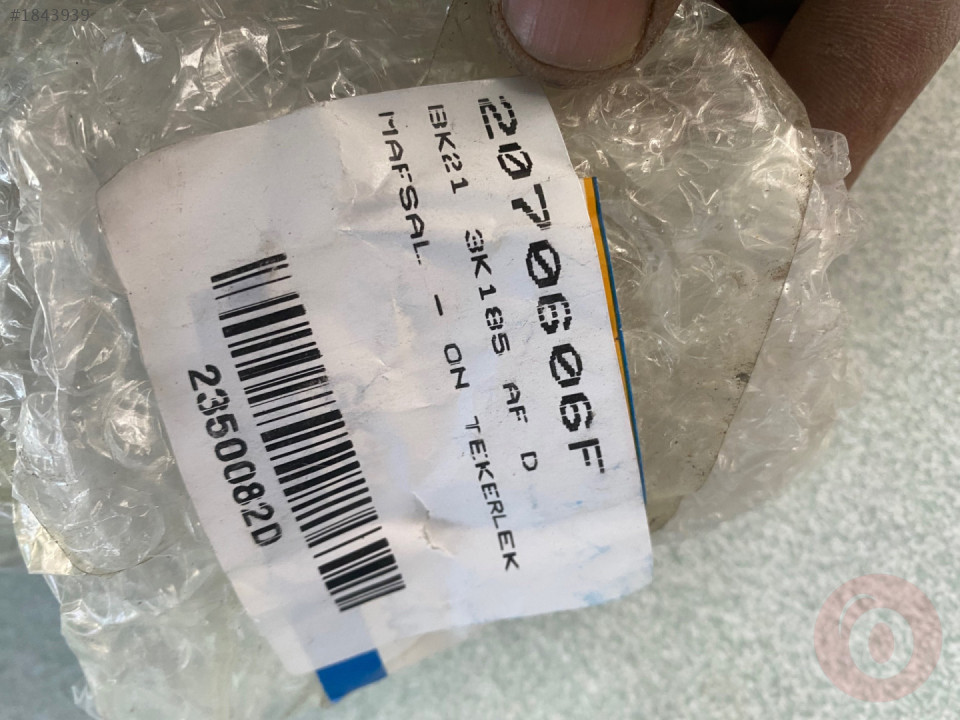 #1843939
2070606F
BK21 3K185 AF D
MAFSAL - ON TEKERLEK
2350082D